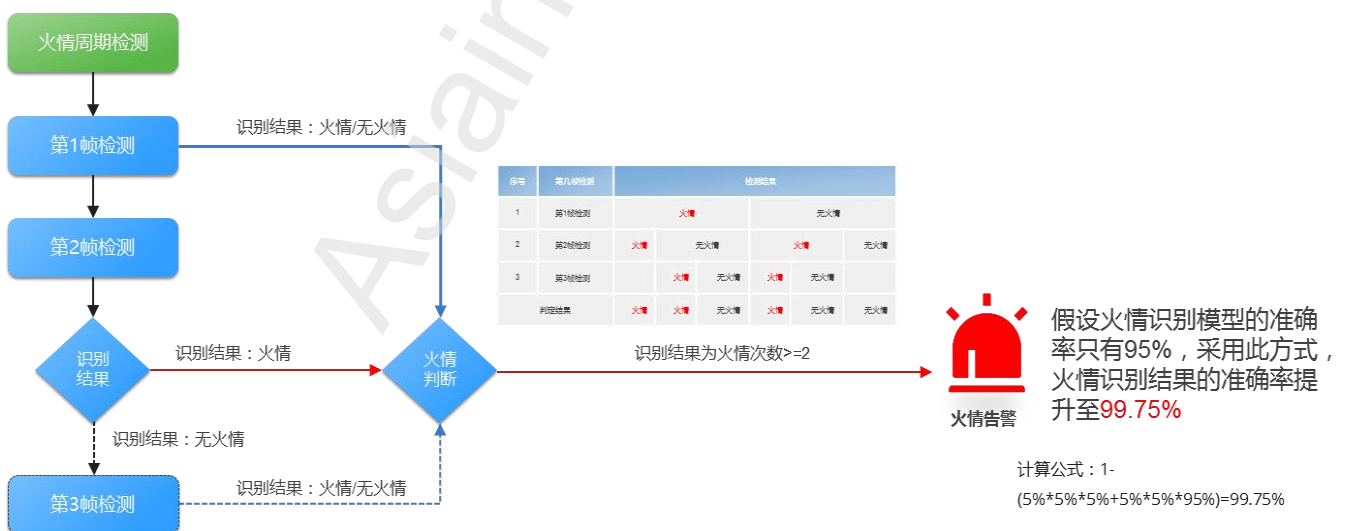 火情周期检测
第1帧检测
识别结果：火情/无火情
第2帧检测
识别
结果
识别结果：火情
火情
判断
识别结果：无火情
第3帧检测
识别结果：火情/无火情
序号 第几帧检测 检测结果
1 第1帧检测 火情 无火情
2 第2帧检测 火情 无火情 火情 无火情
3 第3帧检测 火情 无火情 火情 无火情
判定结果 火情 火情 无火情 火情 无火情 无火情
识别结果为火情次数>=2
火情告警
假设火情识别模型的准确
率只有95%，采用此方式，
火情识别结果的准确率提
升至99.75%
计算公式：1-
(5%*5%*5%+5%*5%*95%)=99.75%